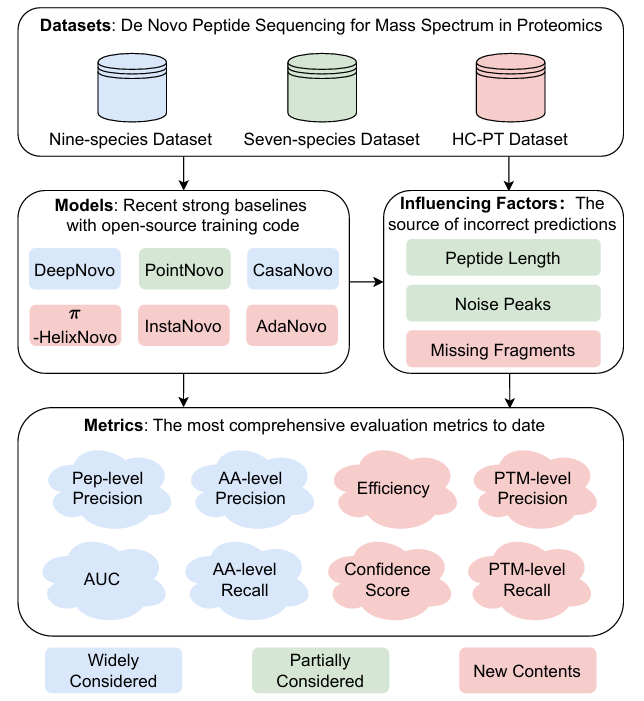 Datasets: De Novo Peptide Sequencing for Mass Spectrum in Proteomics
Nine-species Dataset
Seven-species Dataset
HC-PT Dataset
Models: Recent strong baselines
with open-source training code
DeepNovo
PointNovo
CasaNovo
π
-HelixNovo
InstaNovo
AdaNovo
Influencing Factors: The
source of incorrect predictions
Peptide Length
Noise Peaks
Missing Fragments
Metrics: The most comprehensive evaluation metrics to date
Pep-level
Precision
AA-level
Precision
Efficiency
PTM-level
Precision
AUC
AA-level
Recall
Confidence
Score
PTM-level
Recall
Widely
Considered
Partially
Considered
New Contents